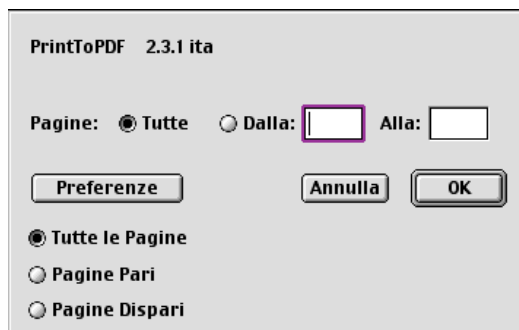 PrintToPDF 2.3.1 ita
Pagine: Tutte Dalla: Alla:
Preferenze Annulla OK
Tutte le Pagine
Pagine Pari
Pagine Dispari